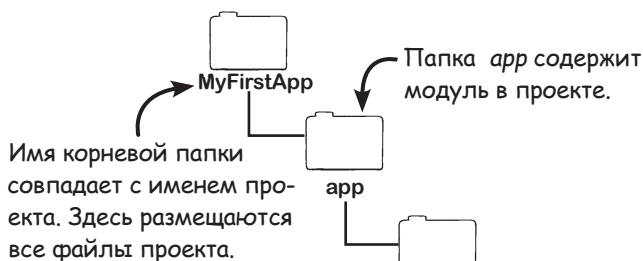 MyFirstApp
Папка app содержит
модуль в проекте.
Имя корневой папки
совпадает с именем про-
екта. Здесь размещаются
все файлы проекта.
app